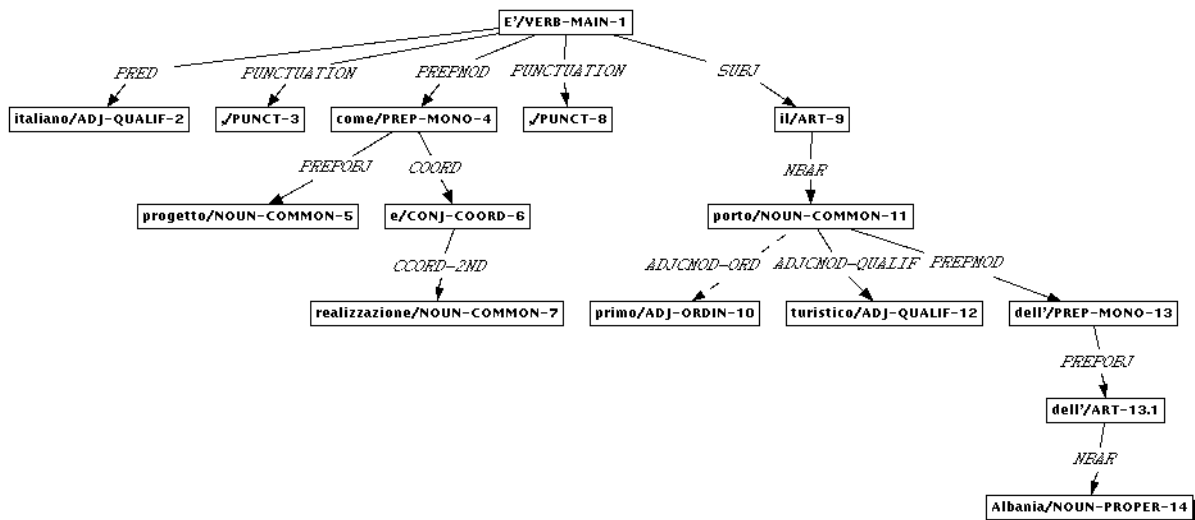 E'/VERB-MAIN-1
PRED
PUNCTUATION
PREPMOD
PUNCTUATION
SUBJ
italiano/ADJ-QUALIF-2
,/PUNCT-3
come/PREP-MONO-4
,/PUNCT-8
il/ART-9
PREPOBJ
COORD
NBAR
progetto/NOUN-COMMON-5
e/CONJ-COORD-6
porto/NOUN-COMMON-11
CCORD-2ND
ADJCMOD-ORD
ADJCMOD-QUALIF
PREPMOD
realizzazione/NOUN-COMMON-7
primo/ADJ-ORDIN-10
turistico/ADJ-QUALIF-12
dell'/PREP-MONO-13
PREPOBJ
dell'/ART-13.1
NBAR
Albania/NOUN-PROPER-14